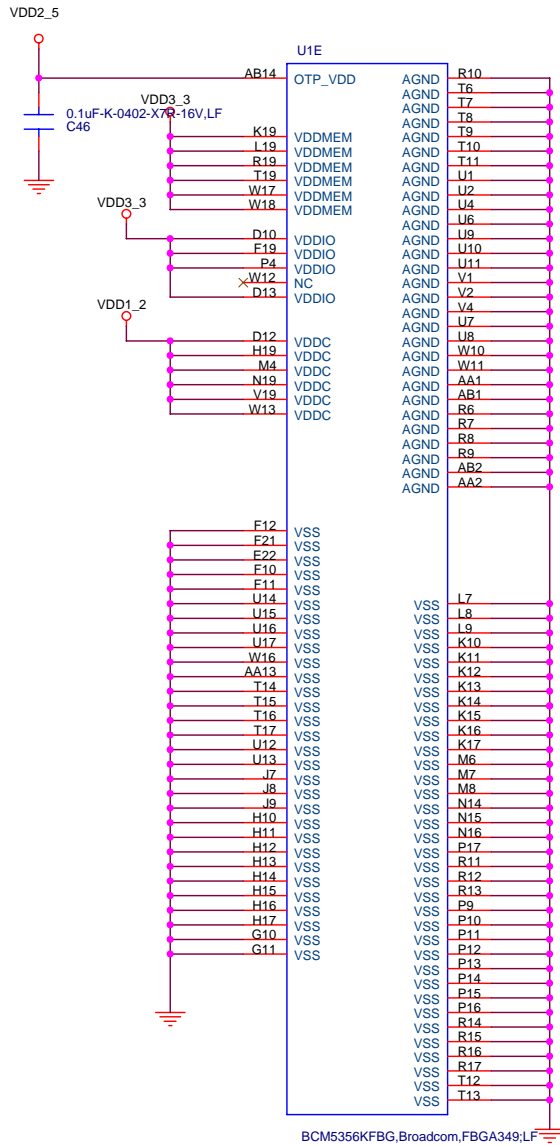 VDD2_5
U1E
AB14 OTP_VDD AGND R10
VDD3_3 AGND T6
0.1uF-K-0402-X7R-16V,LF AGND T7
C46 AGND T8
K19 VDDMEM AGND T9
L19 VDDMEM AGND T10
R19 VDDMEM AGND T11
T19 VDDMEM AGND U1
W17 VDDMEM AGND U2
W18 VDDMEM AGND U4
VDD3_3 AGND U6
D10 VDDIO AGND U9
F19 VDDIO AGND U10
P4 VDDIO AGND U11
W12 NC AGND V1
D13 VDDIO AGND V2
VDD1_2 AGND V4
AGND U7
D12 VDDC AGND U8
H19 VDDC AGND W10
M4 VDDC AGND W11
N19 VDDC AGND AA1
V19 VDDC AGND AB1
W13 VDDC AGND R6
AGND R7
AGND R8
AGND R9
AGND AB2
AGND AA2
F12 VSS
F21 VSS
E22 VSS
F10 VSS
F11 VSS
U14 VSS VSS L7
U15 VSS VSS L8
U16 VSS VSS L9
U17 VSS VSS K10
W16 VSS VSS K11
AA13 VSS VSS K12
T14 VSS VSS K13
T15 VSS VSS K14
T16 VSS VSS K15
T17 VSS VSS K16
U12 VSS VSS K17
U13 VSS VSS M6
J7 VSS VSS M7
J8 VSS VSS M8
J9 VSS VSS N14
H10 VSS VSS N15
H11 VSS VSS N16
H12 VSS VSS P17
H13 VSS VSS R11
H14 VSS VSS R12
H15 VSS VSS R13
H16 VSS VSS P9
H17 VSS VSS P10
G10 VSS VSS P11
G11 VSS VSS P12
VSS P13
VSS P14
VSS P15
VSS P16
VSS R14
VSS R15
VSS R16
VSS R17
VSS T12
VSS T13
BCM5356KFBG,Broadcom,FBGA349,LF